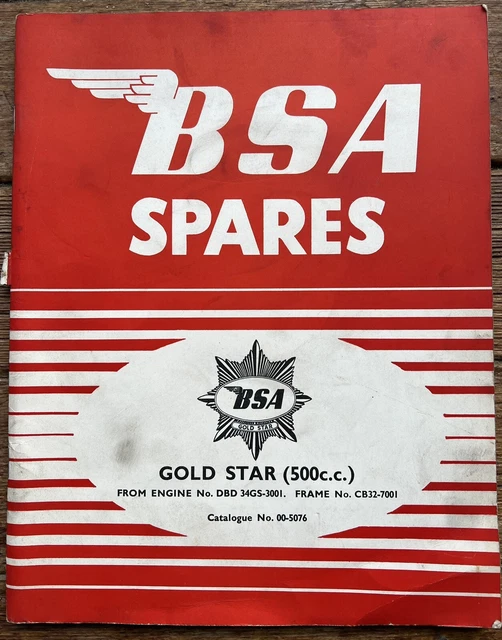 BSA
SPARES
BSA
GOLD STAR
GOLD STAR (500c.c.)
FROM ENGINE No. DBD 34GS-3001. FRAME No. CB32-7001
Catalogue No. 00-5076